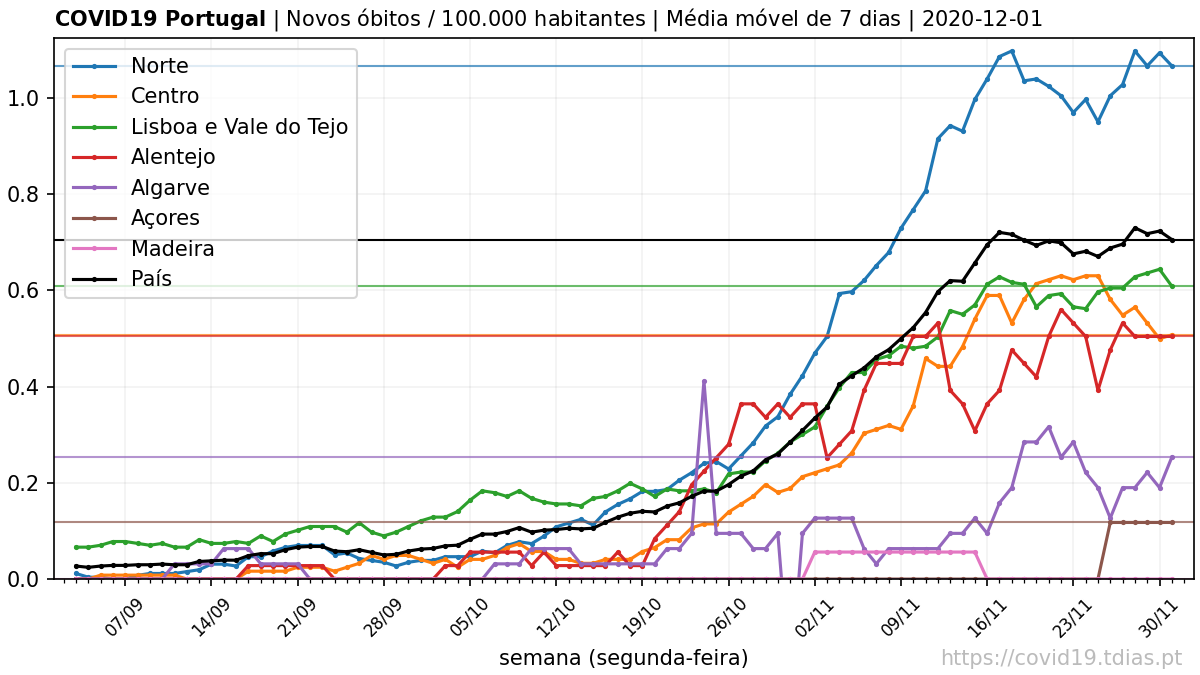 COVID19 Portugal | Novos óbitos / 100.000 habitantes | Média móvel de 7 dias | 2020-12-01
Norte
Centro
Lisboa e Vale do Tejo
Alentejo
Algarve
Açores
Madeira
País
1.0
0.8
0.6
0.4
0.2
0.0
07/09
14/09
21/09
28/09
05/10
12/10
19/10
26/10
02/11
09/11
16/11
23/11
30/11
semana (segunda-feira)
https://covid19.tdias.pt